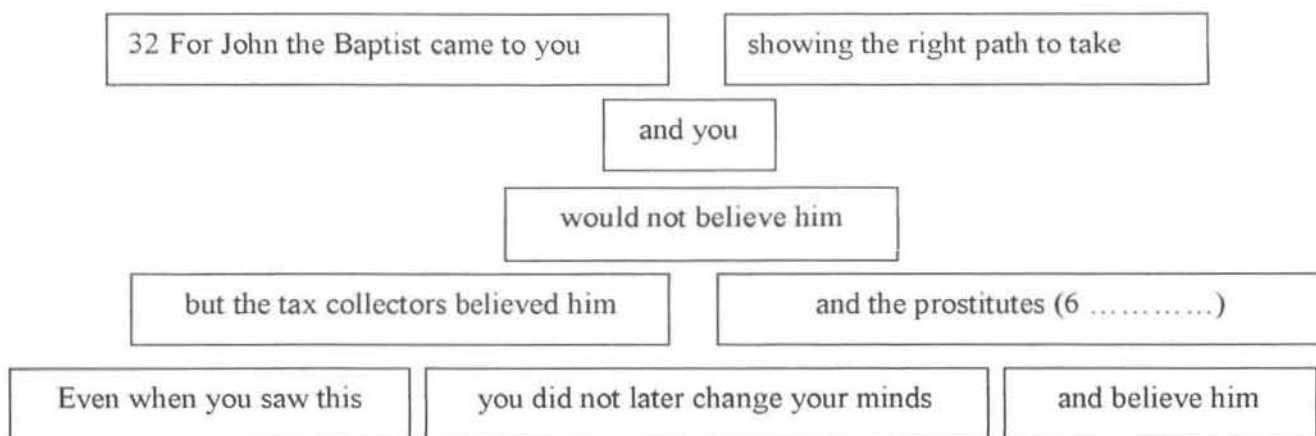 32 For John the Baptist came to you
showing the right path to take
and you
would not believe him
but the tax collectors believed him
and the prostitutes (6 …………)
Even when you saw this
you did not later change your minds
and believe him